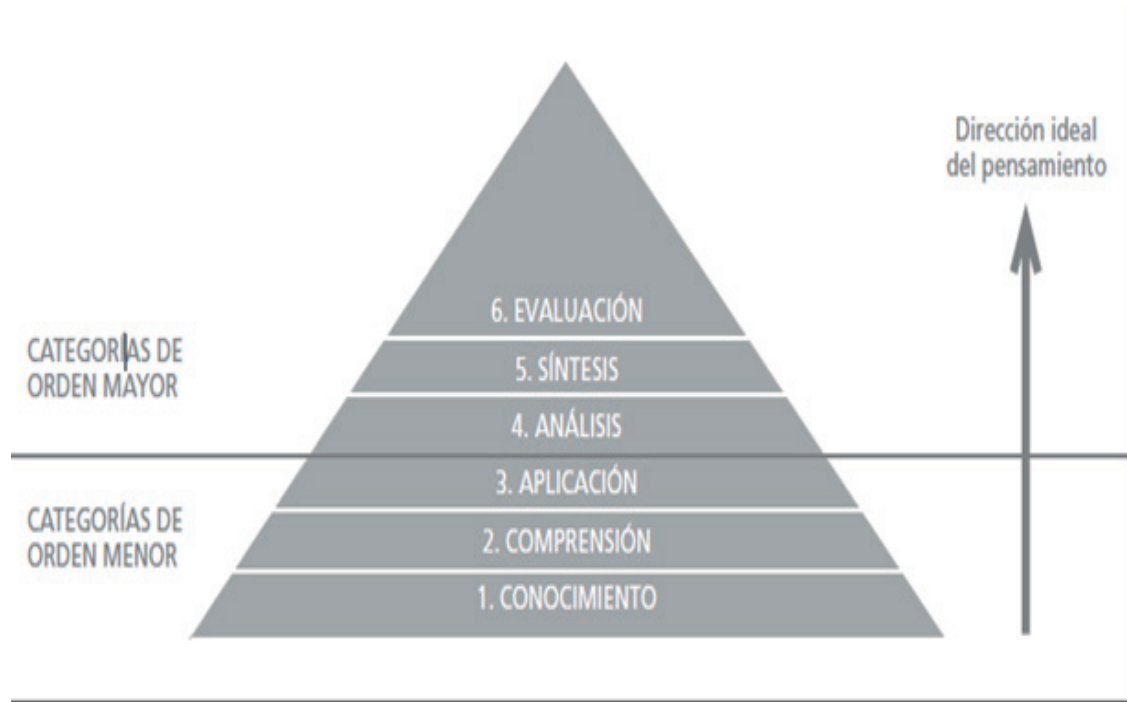 Dirección ideal
del pensamiento
6. EVALUACIÓN
CATEGORÍAS DE
ORDEN MAYOR
5. SÍNTESIS
4. ANÁLISIS
3. APLICACIÓN
CATEGORÍAS DE
ORDEN MENOR
2. COMPRENSIÓN
1. CONOCIMIENTO